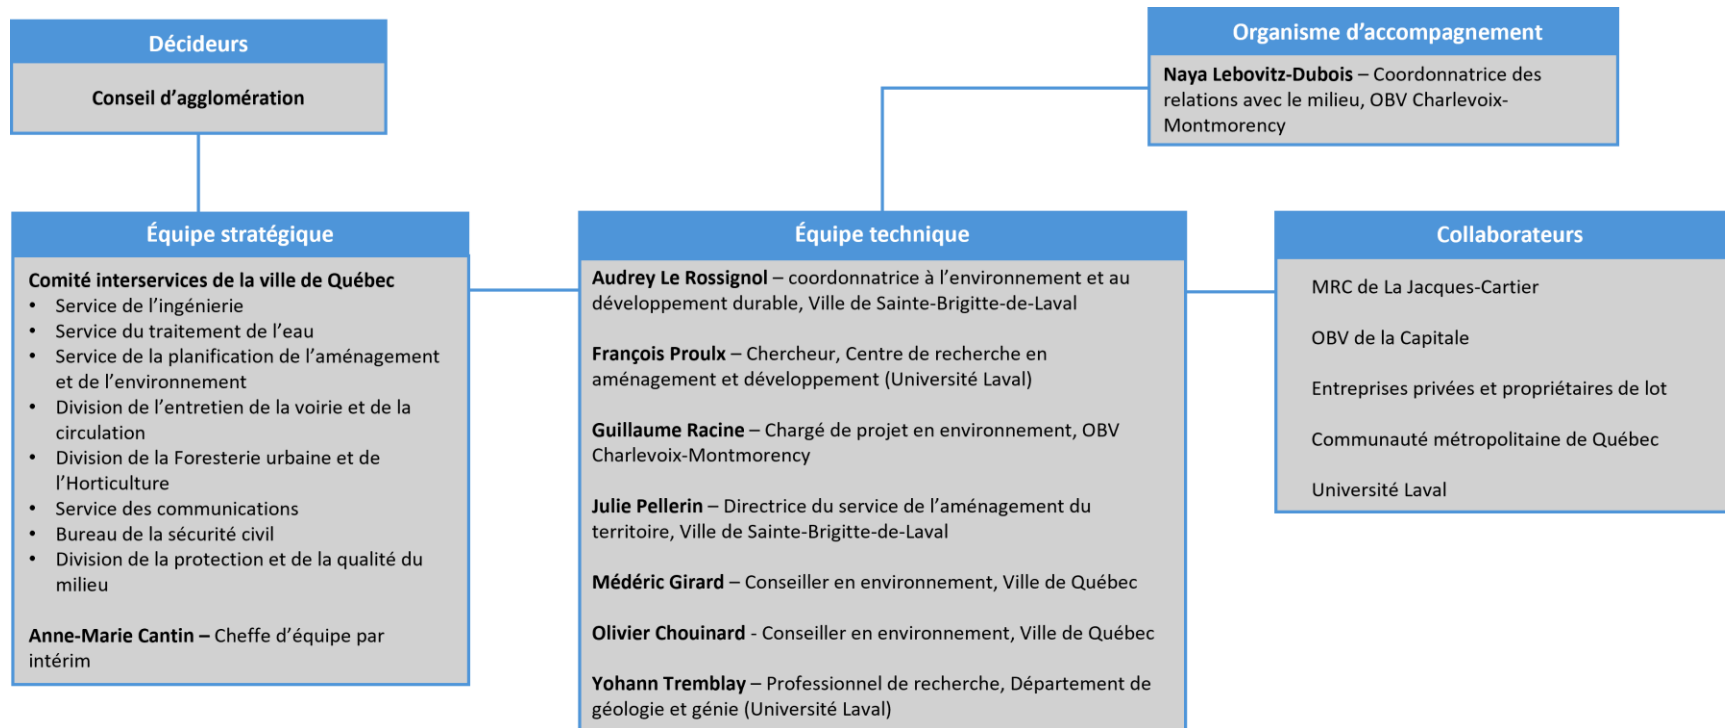 Décideurs
Conseil d’agglomération
Organisme d’accompagnement
Naya Lebovitz-Dubois – Coordonnatrice des
relations avec le milieu, OBV Charlevoix-
Montmorency
Équipe stratégique
Comité interservices de la ville de Québec
• Service de l’ingénierie
• Service du traitement de l’eau
• Service de la planification de l’aménagement
et de l’environnement
• Division de l’entretien de la voirie et de la
circulation
• Division de la Foresterie urbaine et de
l’Horticulture
• Service des communications
• Bureau de la sécurité civil
• Division de la protection et de la qualité du
milieu
Anne-Marie Cantin – Cheffe d’équipe par
intérim
Équipe technique
Audrey Le Rossignol – coordonnatrice à l’environnement et au
développement durable, Ville de Sainte-Brigitte-de-Laval
François Proulx – Chercheur, Centre de recherche en
aménagement et développement (Université Laval)
Guillaume Racine – Chargé de projet en environnement, OBV
Charlevoix-Montmorency
Julie Pellerin – Directrice du service de l’aménagement du
territoire, Ville de Sainte-Brigitte-de-Laval
Médéric Girard – Conseiller en environnement, Ville de Québec
Olivier Chouinard - Conseiller en environnement, Ville de Québec
Yohann Tremblay – Professionnel de recherche, Département de
géologie et génie (Université Laval)
Collaborateurs
MRC de La Jacques-Cartier
OBV de la Capitale
Entreprises privées et propriétaires de lot
Communauté métropolitaine de Québec
Université Laval